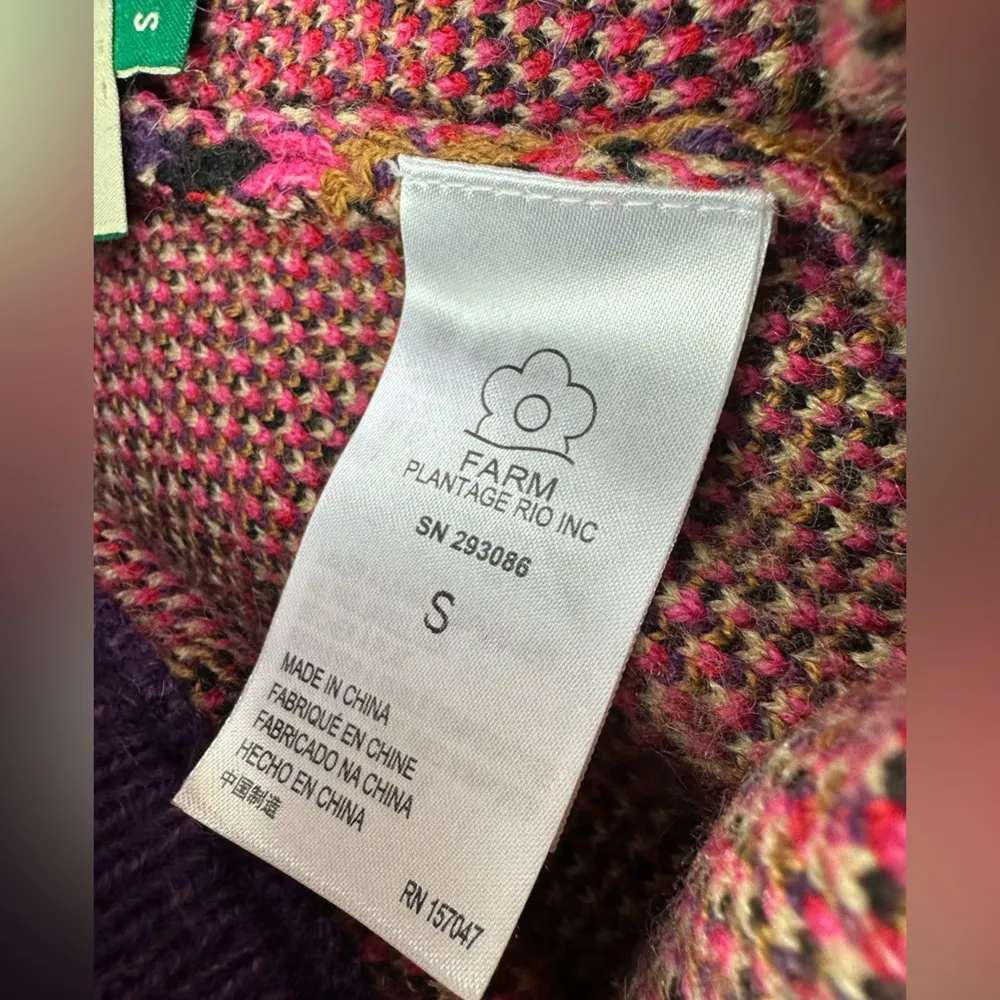 S
FARM
PLANTAGE RIO INC
SN 293086
S
MADE IN CHINA
FABRIQUÉ EN CHINE
FABRICADO NA CHINA
HECHO EN CHINA
中国制造
RN 157047